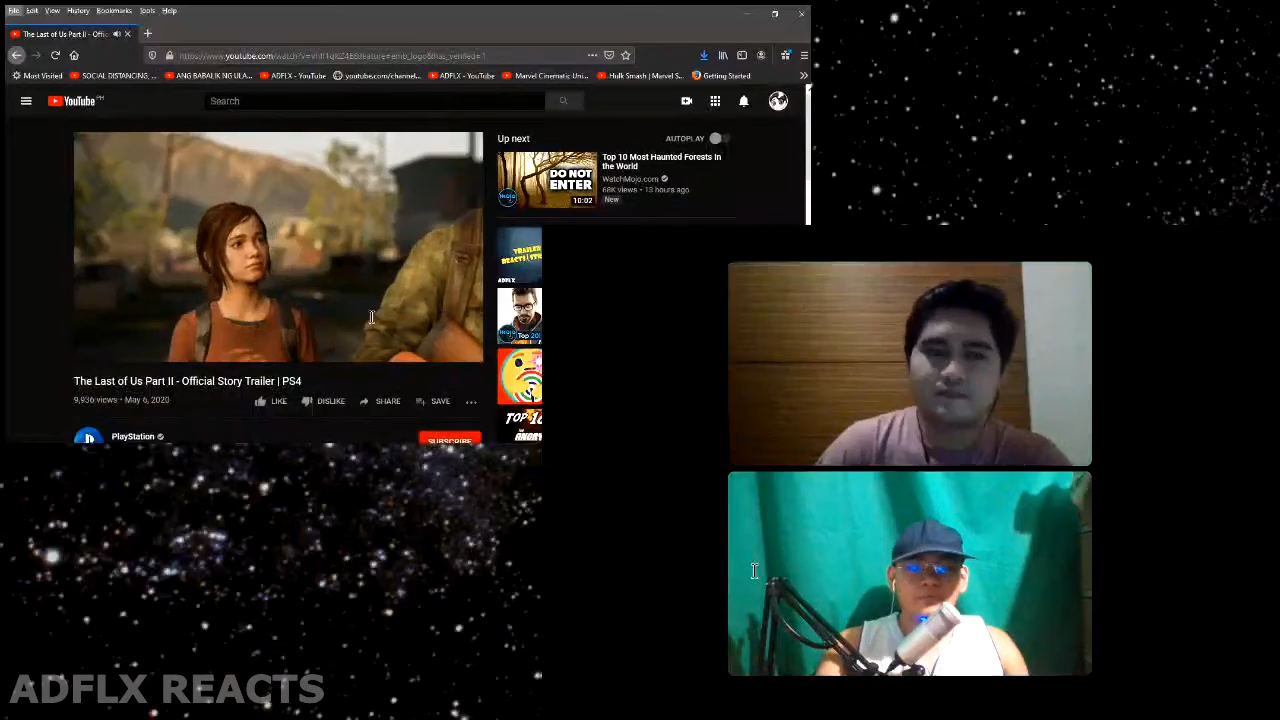 File Edit View History Bookmarks Tools Help
The Last of Us Part II - Offic
Most Visited SOCIAL DISTANCING, ... ANG BABALIK NG ULA... ADFLX - YouTube youtube.com/channel... ADFLX - YouTube Marvel Cinematic Uni... Hulk Smash | Marvel S... Getting Started
YouTube PH
Search
Up next
AUTOPLAY
DO NOT
ENTER
10:02
Top 10 Most Haunted Forests in
the World
WatchMojo.com
68K views • 13 hours ago
New
TRAILER
ADFLX
The Last of Us Part II - Official Story Trailer | PS4
9,936 views • May 6, 2020
LIKE DISLIKE SHARE SAVE
PlayStation
SUBSCRIBE
ADFLX REACTS